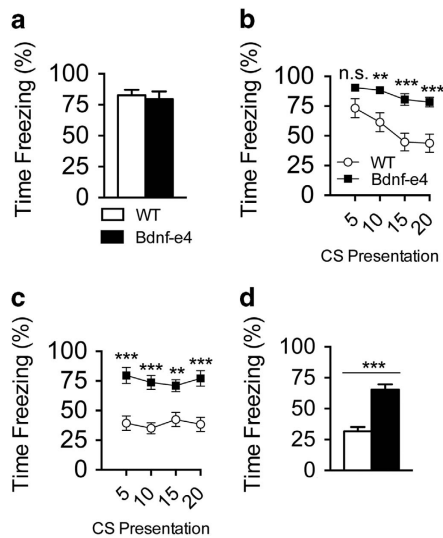 a
Time Freezing (%)
100
75
50
25
0
WT
Bdnf-e4
b
Time Freezing (%)
100
75
50
25
0
n.s. ** *** ***
WT
Bdnf-e4
5 10 15 20
CS Presentation
c
Time Freezing (%)
100
75
50
25
0
*** *** ** ***
5 10 15 20
CS Presentation
d
Time Freezing (%)
100
75
50
25
0
***